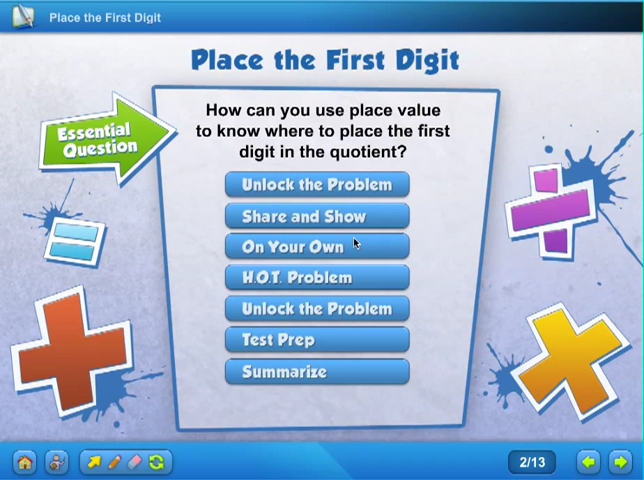 Place the First Digit
Place the First Digit
Essential
Question
How can you use place value
to know where to place the first
digit in the quotient?
Unlock the Problem
Share and Show
On Your Own
H.O.T. Problem
Unlock the Problem
Test Prep
Summarize
2/13